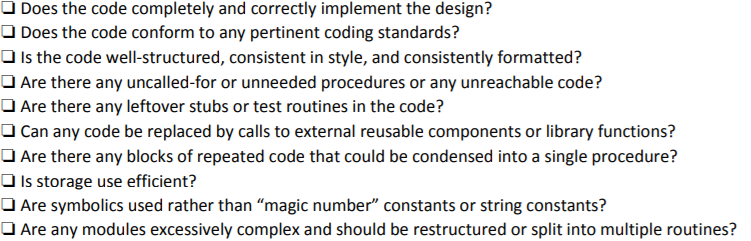 ❑ Does the code completely and correctly implement the design?
❑ Does the code conform to any pertinent coding standards?
❑ Is the code well-structured, consistent in style, and consistently formatted?
❑ Are there any uncalled-for or unneeded procedures or any unreachable code?
❑ Are there any leftover stubs or test routines in the code?
❑ Can any code be replaced by calls to external reusable components or library functions?
❑ Are there any blocks of repeated code that could be condensed into a single procedure?
❑ Is storage use efficient?
❑ Are symbolics used rather than “magic number” constants or string constants?
❑ Are any modules excessively complex and should be restructured or split into multiple routines?